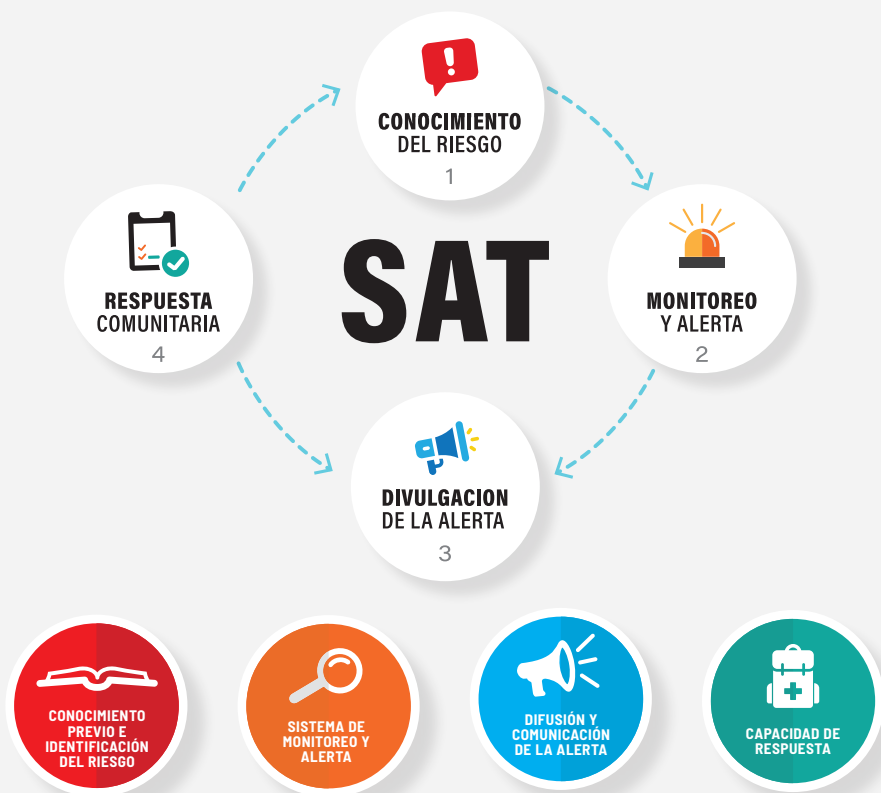 CONOCIMIENTO
DEL RIESGO
1
SAT
RESPUESTA
COMUNITARIA
4
MONITOREO
Y ALERTA
2
DIVULGACION
DE LA ALERTA
3
CONOCIMIENTO
PREVIO E
IDENTIFICACIÓN
DEL RIESGO
SISTEMA DE
MONITOREO Y
ALERTA
DIFUSIÓN Y
COMUNICACIÓN
DE LA ALERTA
CAPACIDAD DE
RESPUESTA